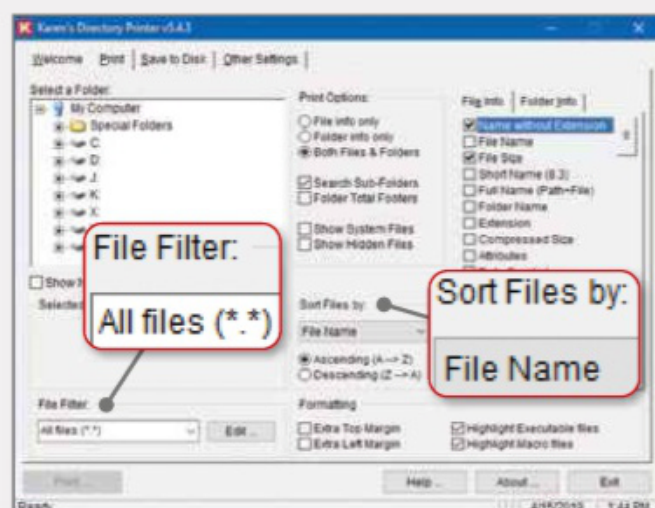 Karen's Directory Printer v5.4.3
Welcome Print Save to Disk Other Settings
Select a Folder:
My Computer
Special Folders
C:
D:
J:
K:
X:
File Filter:
All files (*.*)
Print Options:
File info only
Folder info only
Both Files & Folders
Search Sub-Folders
Folder Total Footers
Show System Files
Show Hidden Files
File Info Folder Info
Name without Extension
File Name
File Size
Short Name (8.3)
Full Name (Path+File)
Folder Name
Extension
Compressed Size
Attributes
Show
Selected
Sort Files by:
File Name
Ascending (A --> Z)
Descending (Z --> A)
Sort Files by:
File Name
File Filter:
All files (*.*) Edit ...
Formatting
Extra Top Margin
Extra Left Margin
Highlight Executable files
Highlight Macro files
Print ... Help ... About ... Exit
Ready 1:44 PM